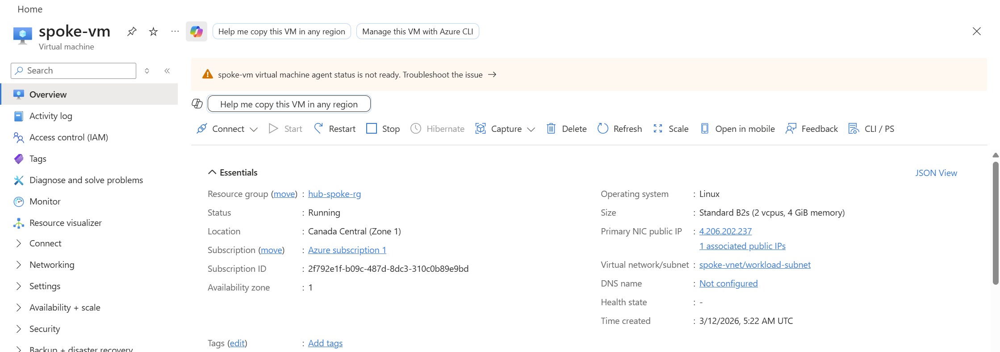 Home
spoke-vm
Virtual machine
Help me copy this VM in any region
Manage this VM with Azure CLI
Search
Overview
Activity log
Access control (IAM)
Tags
Diagnose and solve problems
Monitor
Resource visualizer
Connect
Networking
Settings
Availability + scale
Security
Backup + disaster recovery
spoke-vm virtual machine agent status is not ready. Troubleshoot the issue →
Help me copy this VM in any region
Connect Start Restart Stop Hibernate Capture Delete Refresh Scale Open in mobile Feedback CLI / PS
Essentials
JSON View
Resource group (move) : hub-spoke-rg
Status : Running
Location : Canada Central (Zone 1)
Subscription (move) : Azure subscription 1
Subscription ID : 2f792e1f-b09c-487d-8dc3-310c0b89e9bd
Availability zone : 1
Operating system : Linux
Size : Standard B2s (2 vcpus, 4 GiB memory)
Primary NIC public IP : 4.206.202.237
1 associated public IPs
Virtual network/subnet : spoke-vnet/workload-subnet
DNS name : Not configured
Health state : -
Time created : 3/12/2026, 5:22 AM UTC
Tags (edit) : Add tags